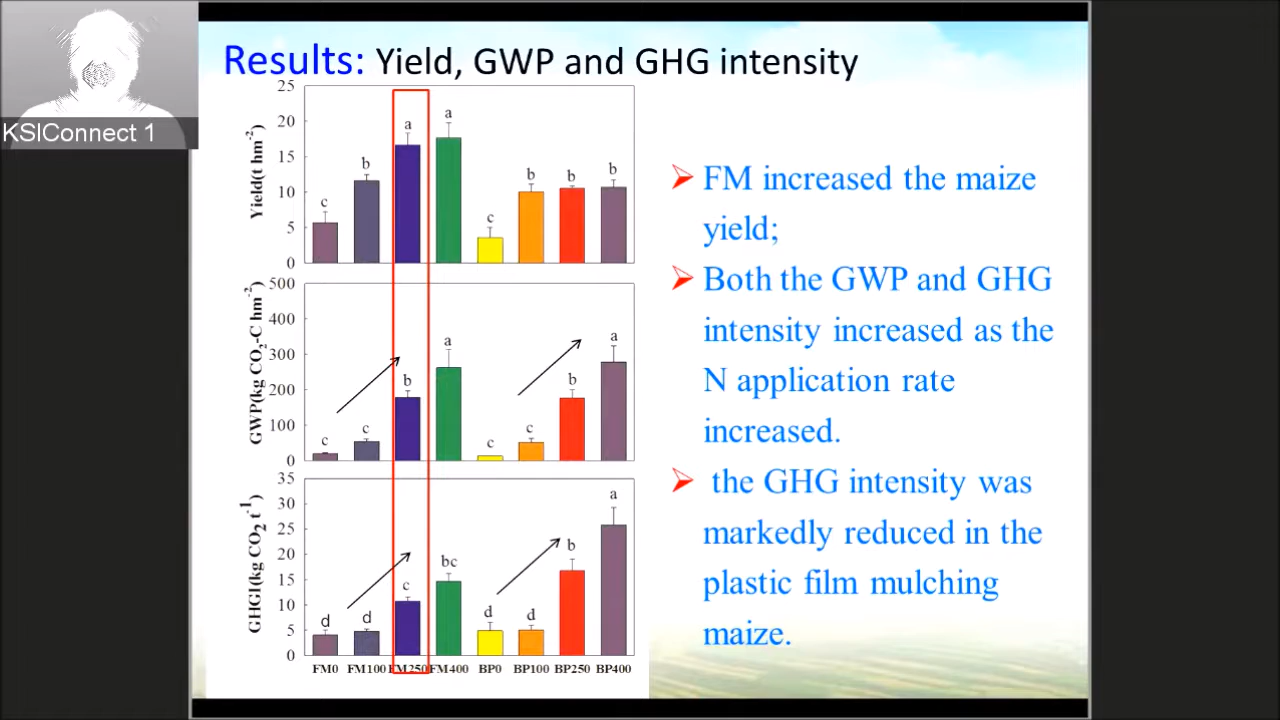 Results: Yield, GWP and GHG intensity
KSIConnect 1
Yield(t hm-2)
25
20
15
10
5
0
c
b
a
a
c
b
b
b
GWP(kg CO2-C hm-2)
500
400
300
200
100
0
c
c
b
a
c
c
b
a
GHGI(kg CO2 t-1)
35
30
25
20
15
10
5
0
d
d
c
bc
d
d
b
a
FM0 FM100 FM250 FM400 BP0 BP100 BP250 BP400
FM increased the maize
yield;
Both the GWP and GHG
intensity increased as the
N application rate
increased.
the GHG intensity was
markedly reduced in the
plastic film mulching
maize.